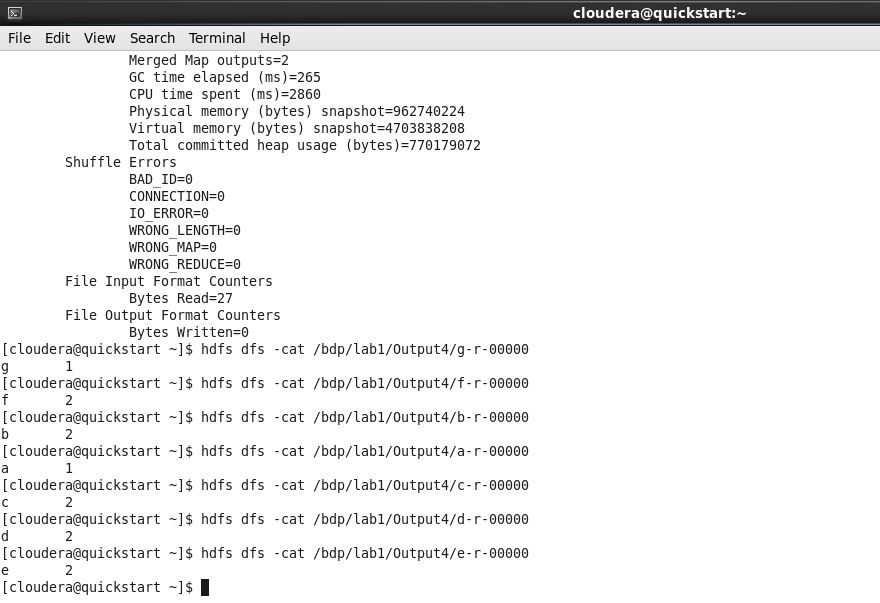 cloudera@quickstart:~
File Edit View Search Terminal Help
Merged Map outputs=2
GC time elapsed (ms)=265
CPU time spent (ms)=2860
Physical memory (bytes) snapshot=962740224
Virtual memory (bytes) snapshot=4703838208
Total committed heap usage (bytes)=770179072
Shuffle Errors
BAD_ID=0
CONNECTION=0
IO_ERROR=0
WRONG_LENGTH=0
WRONG_MAP=0
WRONG_REDUCE=0
File Input Format Counters
Bytes Read=27
File Output Format Counters
Bytes Written=0
[cloudera@quickstart ~]$ hdfs dfs -cat /bdp/lab1/Output4/g-r-00000
g 1
[cloudera@quickstart ~]$ hdfs dfs -cat /bdp/lab1/Output4/f-r-00000
f 2
[cloudera@quickstart ~]$ hdfs dfs -cat /bdp/lab1/Output4/b-r-00000
b 2
[cloudera@quickstart ~]$ hdfs dfs -cat /bdp/lab1/Output4/a-r-00000
a 1
[cloudera@quickstart ~]$ hdfs dfs -cat /bdp/lab1/Output4/c-r-00000
c 2
[cloudera@quickstart ~]$ hdfs dfs -cat /bdp/lab1/Output4/d-r-00000
d 2
[cloudera@quickstart ~]$ hdfs dfs -cat /bdp/lab1/Output4/e-r-00000
e 2
[cloudera@quickstart ~]$